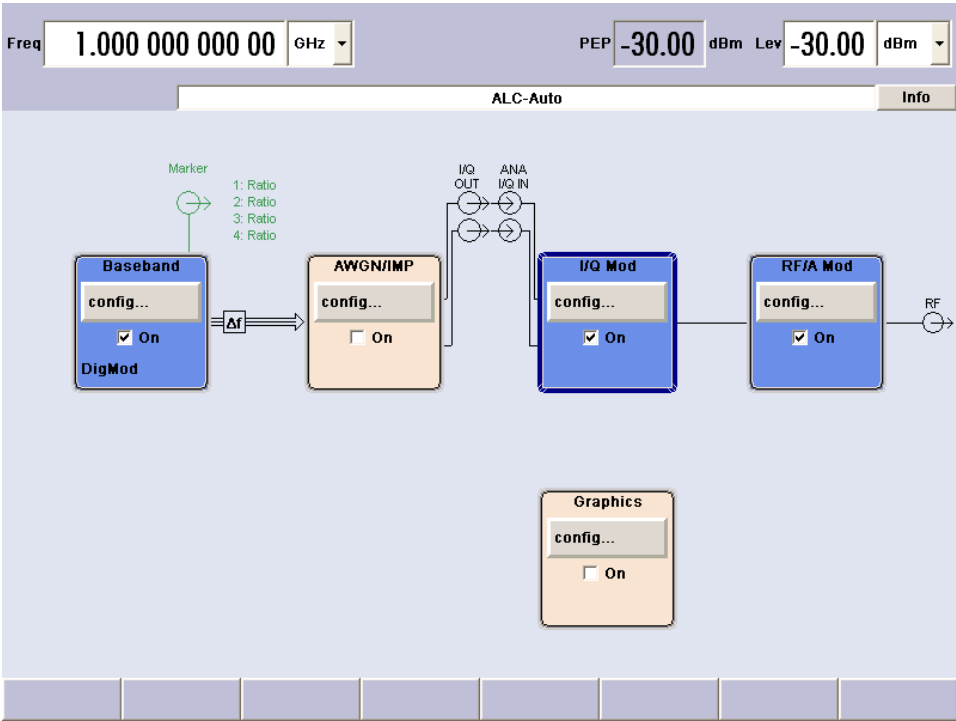 Freq 1.000 000 000 00 GHz PEP -30.00 dBm Lev -30.00 dBm
ALC-Auto Info
Marker
1: Ratio
2: Ratio
3: Ratio
4: Ratio
I/Q OUT
ANA I/Q IN
Baseband
config...
On
DigMod
Δf
AWGN/IMP
config...
On
I/Q Mod
config...
On
RF/A Mod
config...
On
RF
Graphics
config...
On